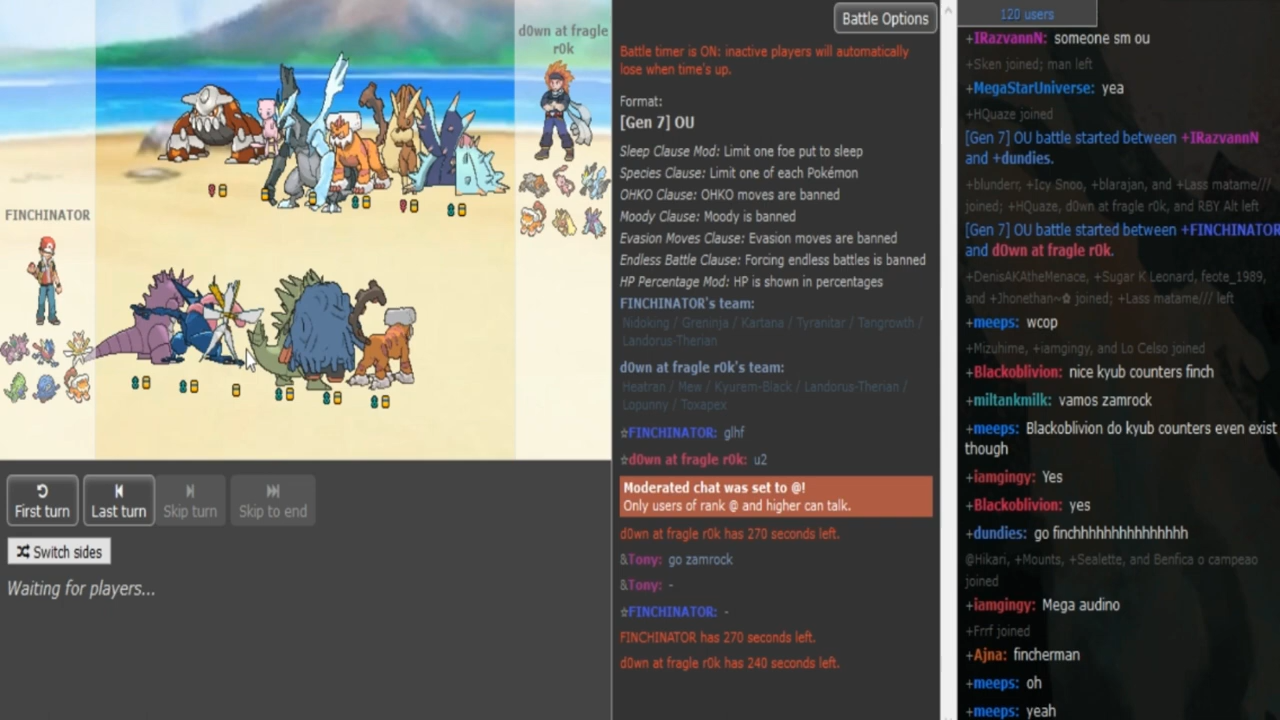 d0wn at fragle
r0k
FINCHINATOR
First turn
Last turn
Skip turn
Skip to end
Switch sides
Waiting for players...
Battle Options
Battle timer is ON: inactive players will automatically
lose when time's up.
Format:
[Gen 7] OU
Sleep Clause Mod: Limit one foe put to sleep
Species Clause: Limit one of each Pokémon
OHKO Clause: OHKO moves are banned
Moody Clause: Moody is banned
Evasion Moves Clause: Evasion moves are banned
Endless Battle Clause: Forcing endless battles is banned
HP Percentage Mod: HP is shown in percentages
FINCHINATOR's team:
Nidoking / Greninja / Kartana / Tyranitar / Tangrowth /
Landorus-Therian
d0wn at fragle r0k's team:
Heatran / Mew / Kyurem-Black / Landorus-Therian /
Lopunny / Toxapex
☆FINCHINATOR: glhf
☆d0wn at fragle r0k: u2
Moderated chat was set to @!
Only users of rank @ and higher can talk.
d0wn at fragle r0k has 270 seconds left.
&Tony: go zamrock
&Tony: -
☆FINCHINATOR: -
FINCHINATOR has 270 seconds left.
d0wn at fragle r0k has 240 seconds left.
120 users
+IRazvannN: someone sm ou
+Sken joined; man left
+MegaStarUniverse: yea
+HQuaze joined
[Gen 7] OU battle started between +IRazvannN
and +dundies.
+blunderr, +Icy Snoo, +blarajan, and +Lass matame///
joined; +HQuaze, d0wn at fragle r0k, and RBY Alt left
[Gen 7] OU battle started between +FINCHINATOR
and d0wn at fragle r0k.
+DenisAKAtheMenace, +Sugar K Leonard, feote_1989,
and +Jhonethan~✿ joined; +Lass matame/// left
+meeps: wcop
+Mizuhime, +iamgingy, and Lo Celso joined
+Blackoblivion: nice kyub counters finch
+miltankmilk: vamos zamrock
+meeps: Blackoblivion do kyub counters even exist
though
+iamgingy: Yes
+Blackoblivion: yes
+dundies: go finchhhhhhhhhhhhhhh
@Hikari, +Mounts, +Sealette, and Benfica o campeao
joined
+iamgingy: Mega audino
+Frrf joined
+Ajna: fincherman
+meeps: oh
+meeps: yeah